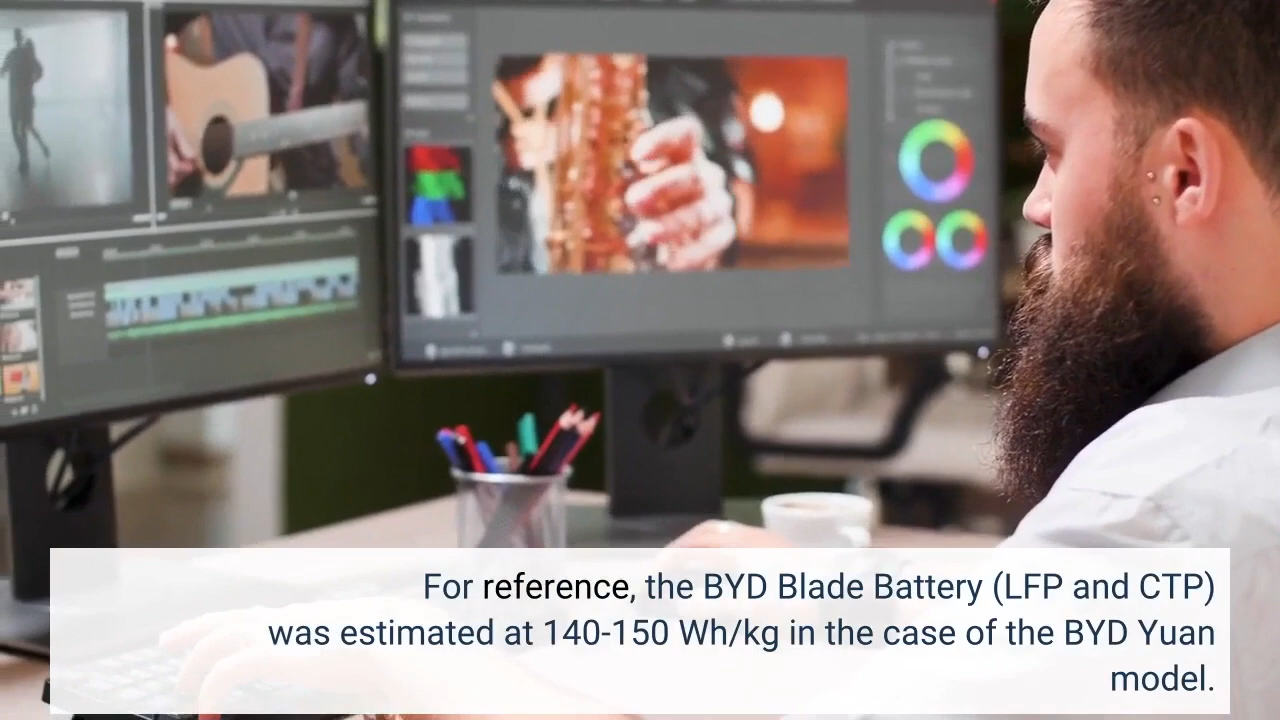 For reference, the BYD Blade Battery (LFP and CTP)
was estimated at 140-150 Wh/kg in the case of the BYD Yuan
model.